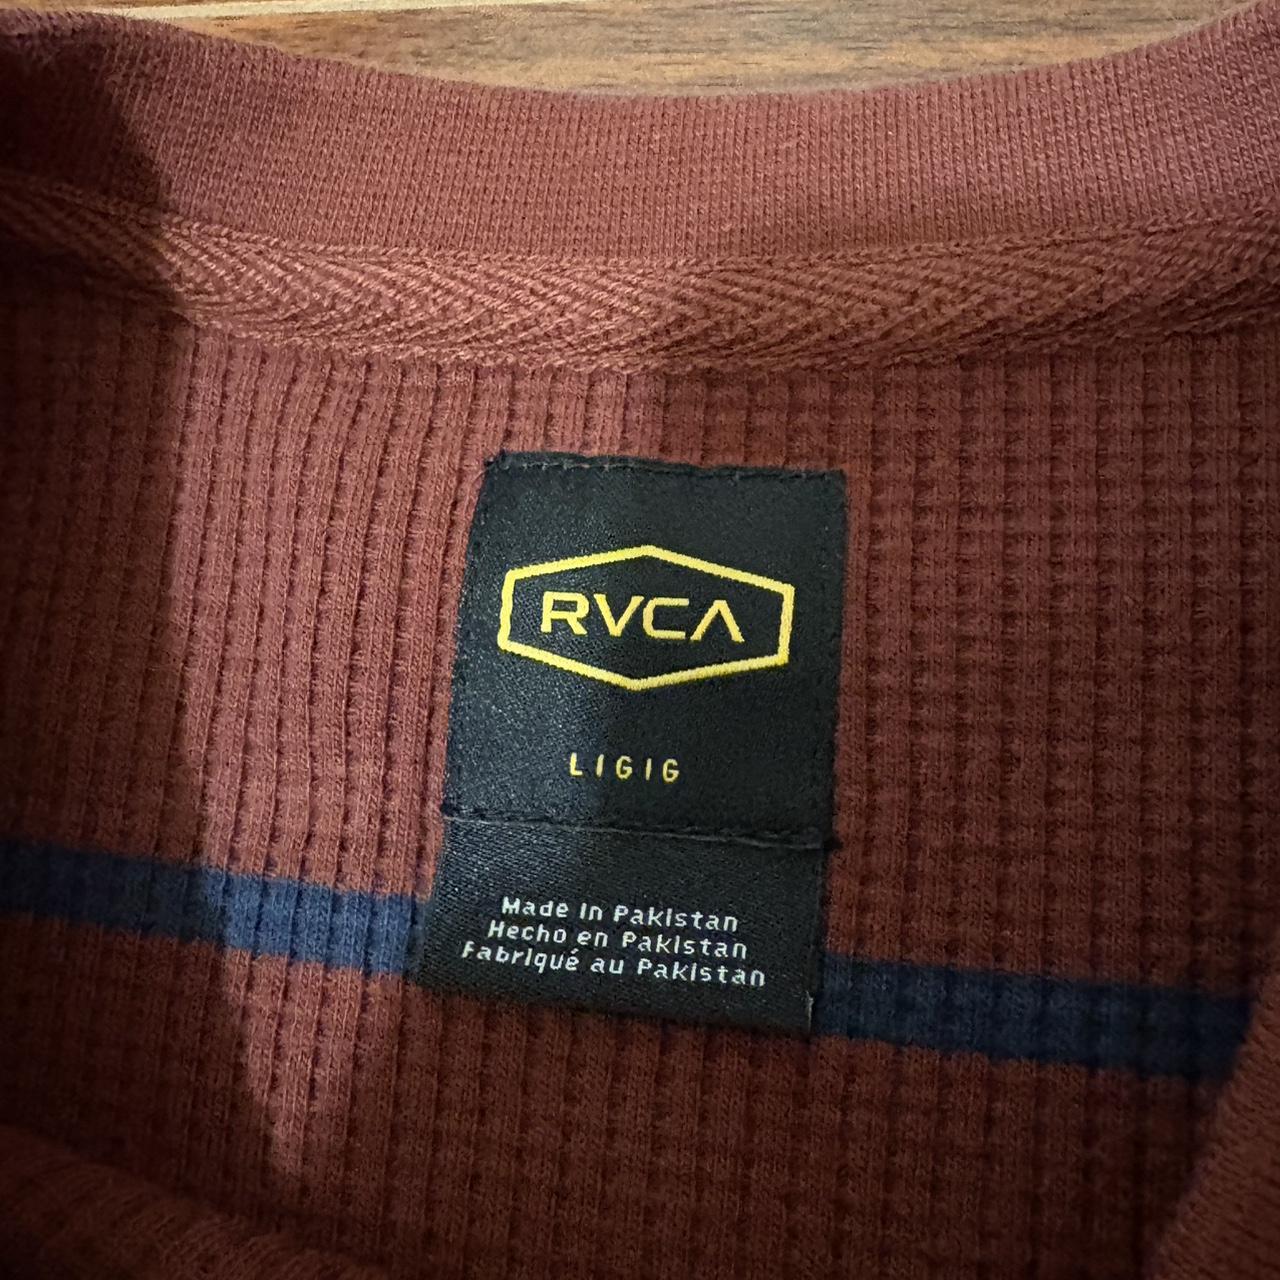 RVCA
L I G I G
Made in Pakistan
Hecho en Pakistan
Fabriqué au Pakistan